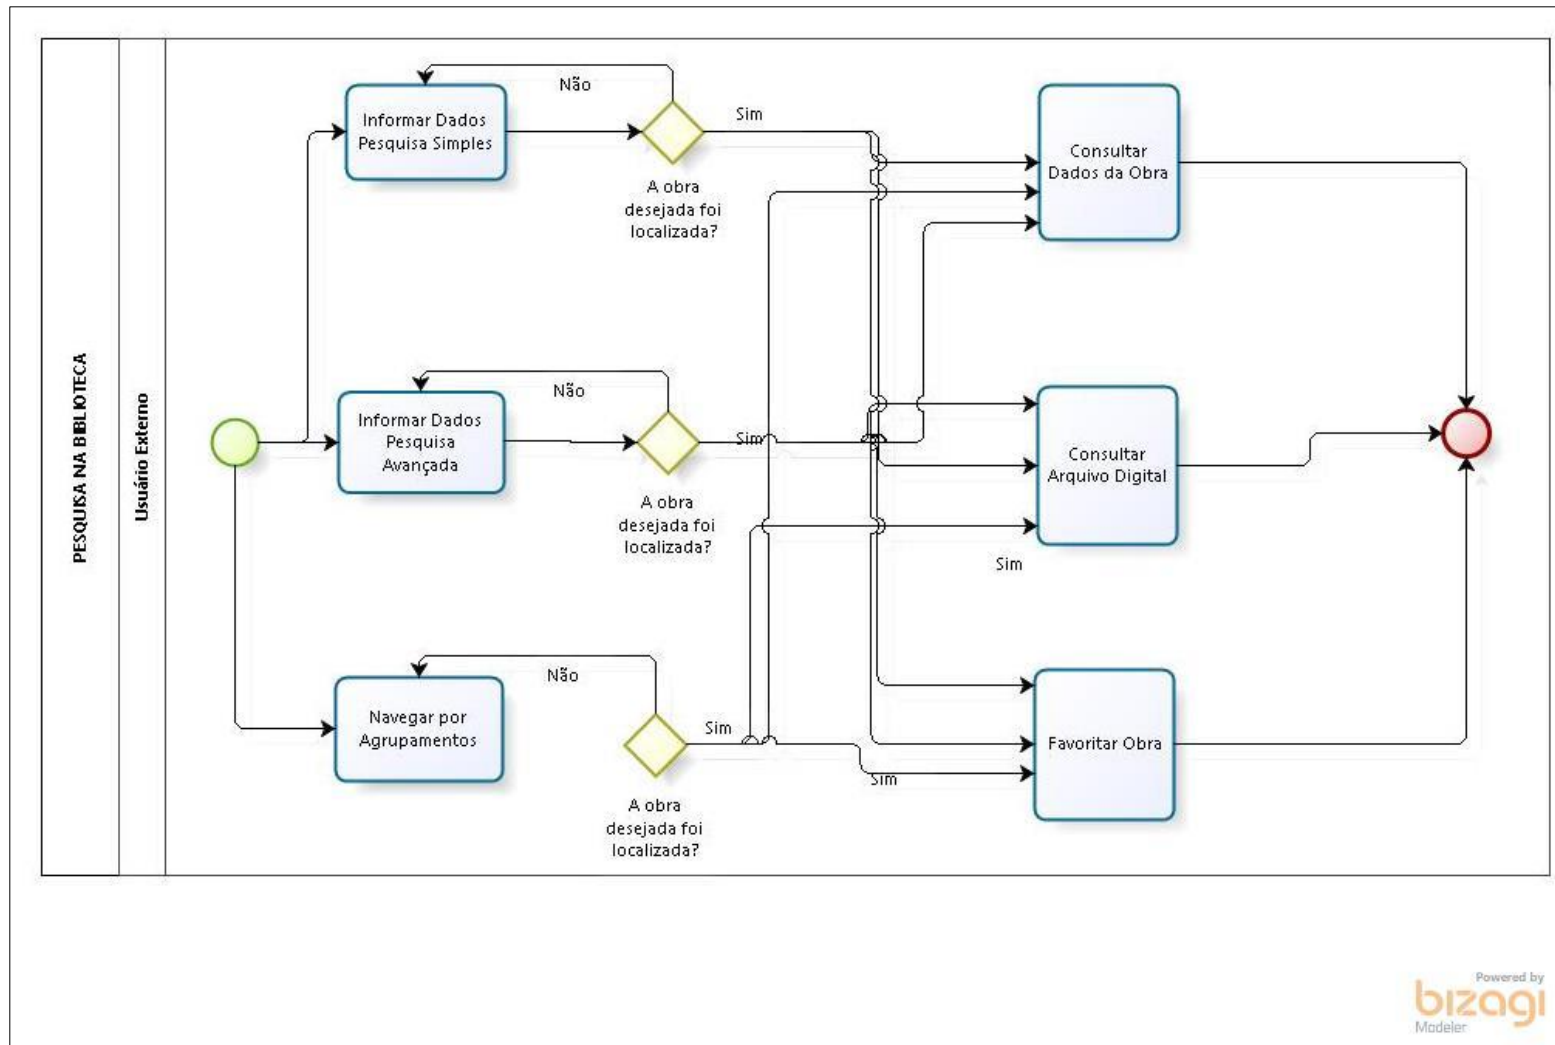 PESQUISA NA BIBLIOTECA
Usuário Externo
Informar Dados
Pesquisa Simples
Não
A obra
desejada foi
localizada?
Sim
Consultar
Dados da Obra
Informar Dados
Pesquisa
Avançada
Não
A obra
desejada foi
localizada?
Sim
Consultar
Arquivo Digital
Sim
Navegar por
Agrupamentos
Não
A obra
desejada foi
localizada?
Sim
Sim
Favoritar Obra
Powered by
bizagi
Modeler